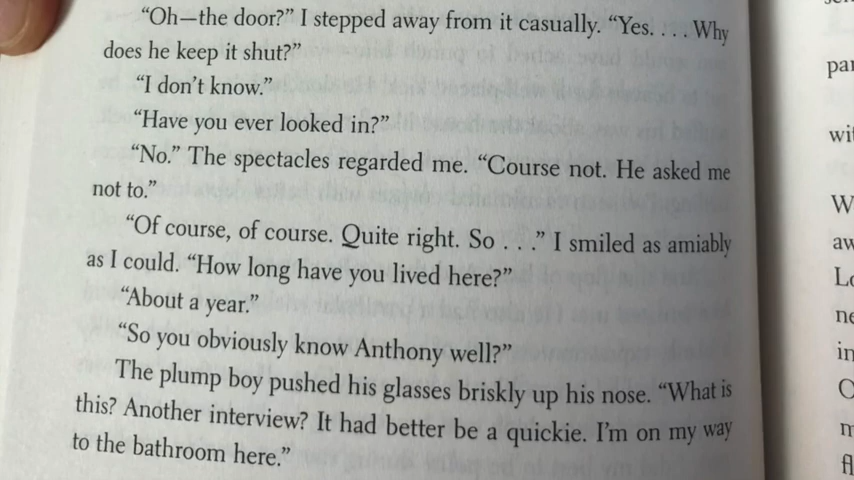 “Oh—the door?” I stepped away from it casually. “Yes. . . . Why
does he keep it shut?”
“I don’t know.”
“Have you ever looked in?”
“No.” The spectacles regarded me. “Course not. He asked me
not to.”
“Of course, of course. Quite right. So . . .” I smiled as amiably
as I could. “How long have you lived here?”
“About a year.”
“So you obviously know Anthony well?”
The plump boy pushed his glasses briskly up his nose. “What is
this? Another interview? It had better be a quickie. I’m on my way
to the bathroom here.”